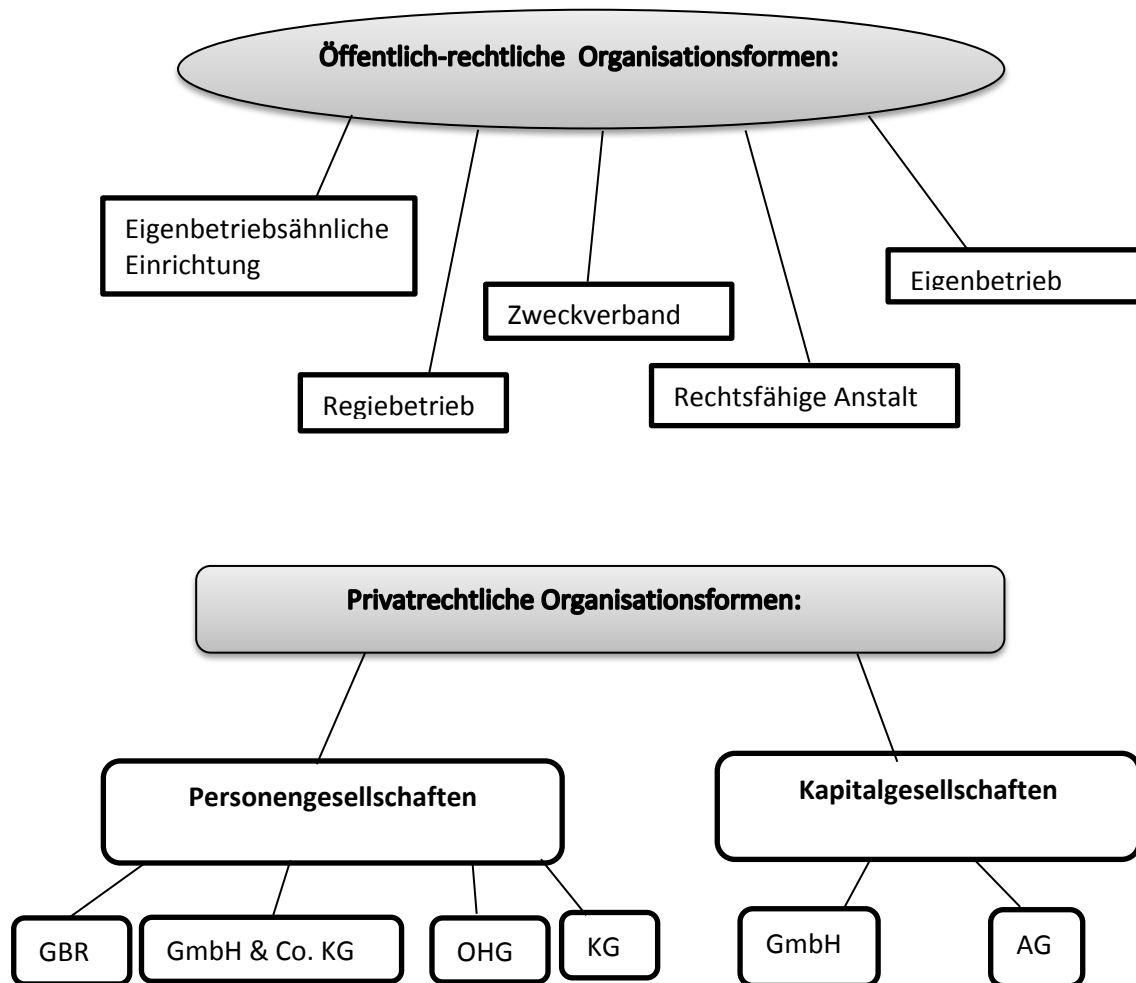 Öffentlich-rechtliche Organisationsformen:
Eigenbetriebsähnliche
Einrichtung
Eigenbetrieb
Zweckverband
Regiebetrieb
Rechtsfähige Anstalt
Privatrechtliche Organisationsformen:
Personengesellschaften
Kapitalgesellschaften
GBR
GmbH & Co. KG
OHG
KG
GmbH
AG